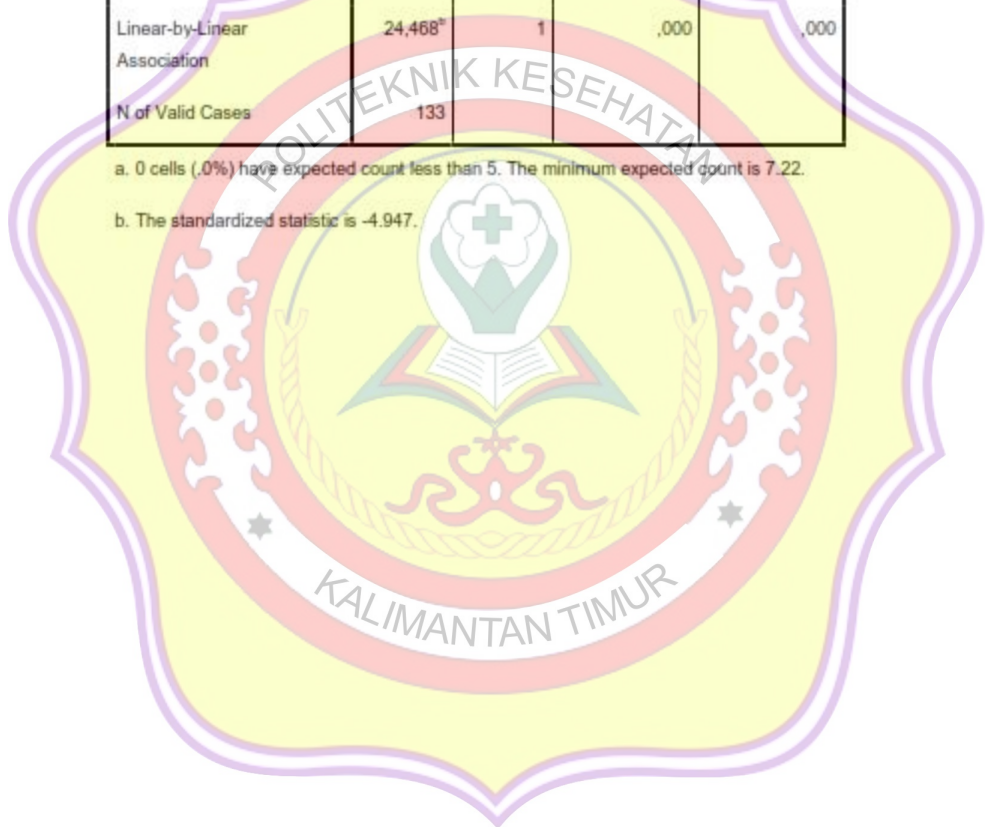 Linear-by-Linear Association 24,468ᵇ 1 ,000 ,000
N of Valid Cases 133
a. 0 cells (.0%) have expected count less than 5. The minimum expected count is 7.22.
b. The standardized statistic is -4.947.
POLITEKNIK KESEHATAN
KALIMANTAN TIMUR